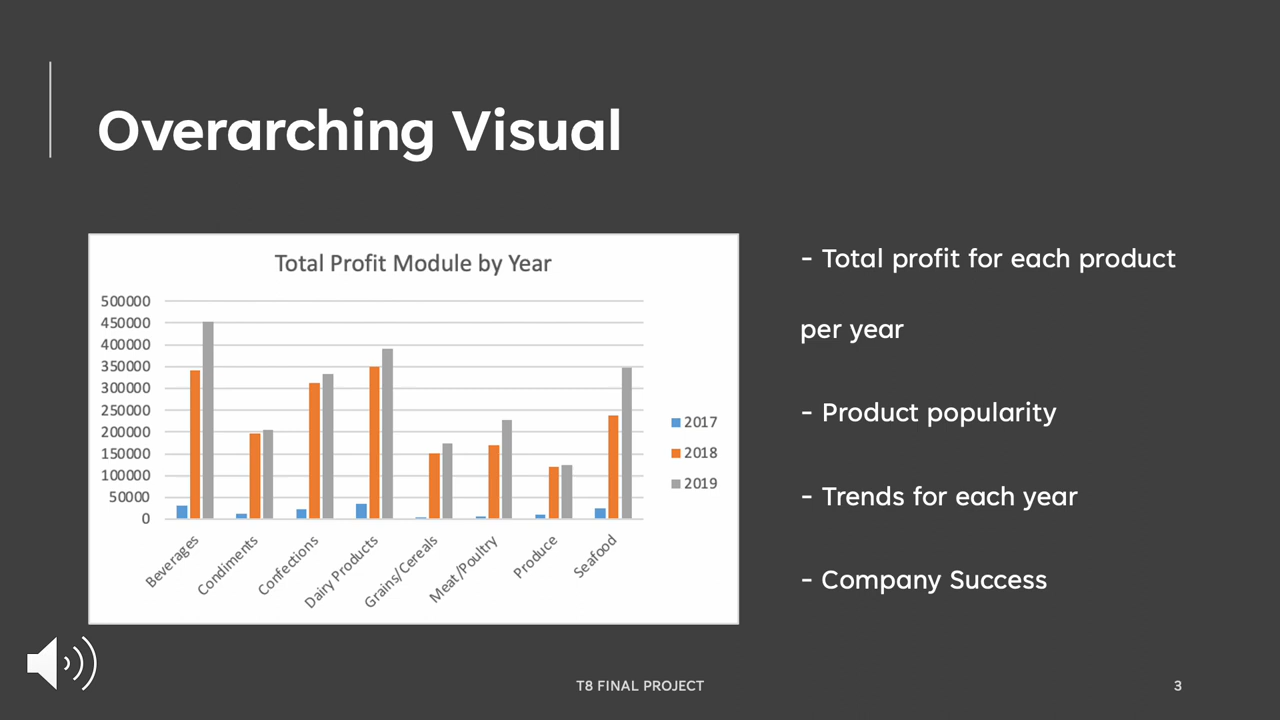 Overarching Visual
Total Profit Module by Year
500000
450000
400000
350000
300000
250000
200000
150000
100000
50000
0
Beverages
Condiments
Confections
Dairy Products
Grains/Cereals
Meat/Poultry
Produce
Seafood
2017
2018
2019
- Total profit for each product
per year
- Product popularity
- Trends for each year
- Company Success
T8 FINAL PROJECT
3